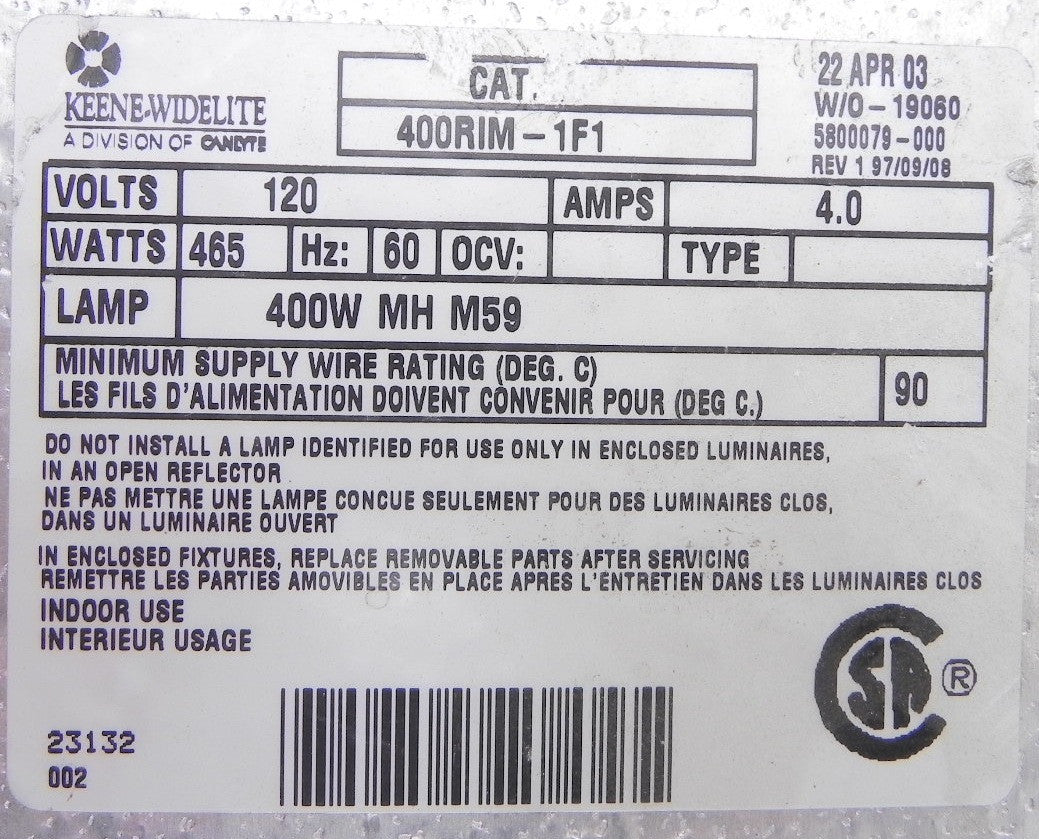 KEENE-WIDELITE
A DIVISION OF CANLYTE
CAT.
400RIM-1F1
22 APR 03
W/O-19060
5800079-000
REV 1 97/09/08
VOLTS 120 AMPS 4.0
WATTS 465 Hz: 60 OCV: TYPE
LAMP 400W MH M59
MINIMUM SUPPLY WIRE RATING (DEG. C)
LES FILS D'ALIMENTATION DOIVENT CONVENIR POUR (DEG C.)
90
DO NOT INSTALL A LAMP IDENTIFIED FOR USE ONLY IN ENCLOSED LUMINAIRES,
IN AN OPEN REFLECTOR
NE PAS METTRE UNE LAMPE CONCUE SEULEMENT POUR DES LUMINAIRES CLOS,
DANS UN LUMINAIRE OUVERT
IN ENCLOSED FIXTURES, REPLACE REMOVABLE PARTS AFTER SERVICING
REMETTRE LES PARTIES AMOVIBLES EN PLACE APRES L'ENTRETIEN DANS LES LUMINAIRES CLOS
INDOOR USE
INTERIEUR USAGE
CSA ®
23132
002